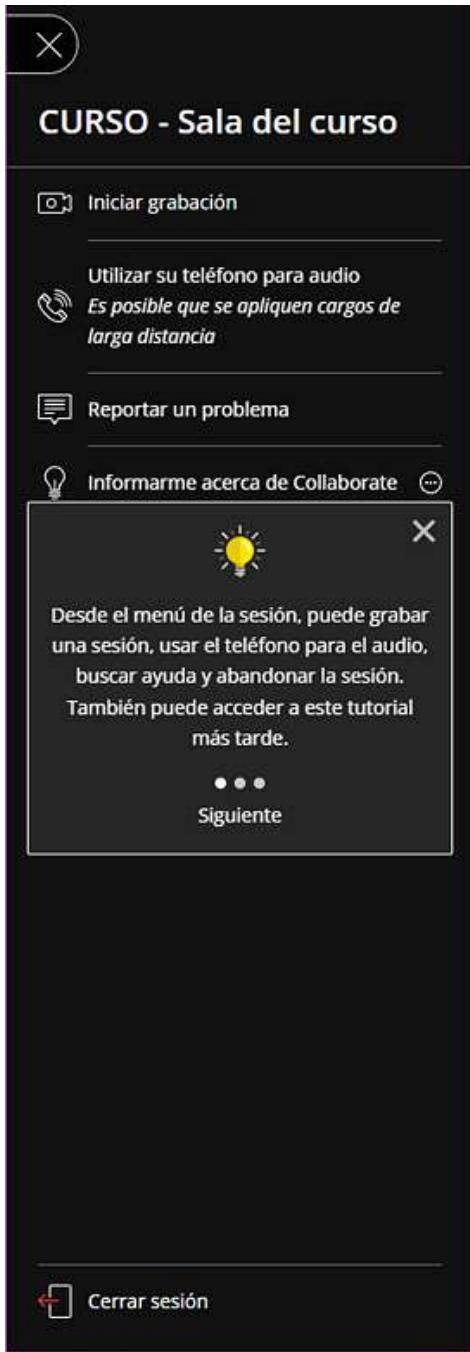 CURSO - Sala del curso
Iniciar grabación
Utilizar su teléfono para audio
Es posible que se apliquen cargos de
larga distancia
Reportar un problema
Informarme acerca de Collaborate
Desde el menú de la sesión, puede grabar
una sesión, usar el teléfono para el audio,
buscar ayuda y abandonar la sesión.
También puede acceder a este tutorial
más tarde.
Siguiente
Cerrar sesión